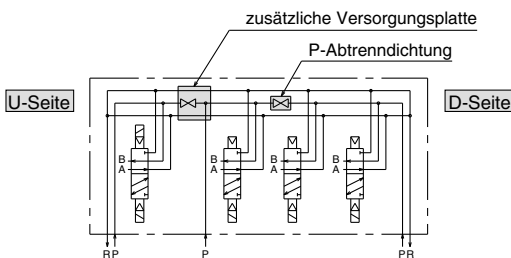 zusätzliche Versorgungsplatte
P-Abtrenndichtung
U-Seite
D-Seite
B B B B
A A A A
R P P P R